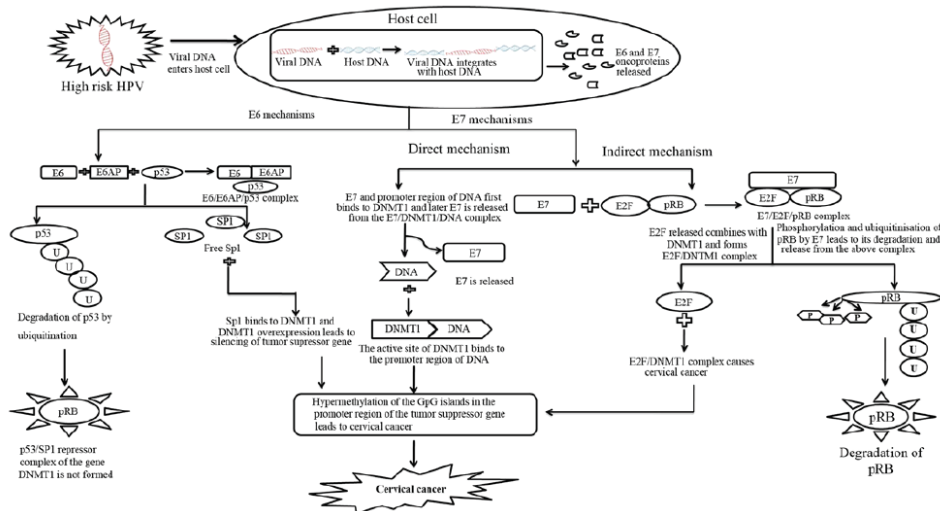 Host cell
High risk HPV
Viral DNA
enters host cell
Viral DNA
Host DNA
Viral DNA integrates
with host DNA
E6 and E7
oncoproteins
released
E6 mechanisms
E7 mechanisms
Direct mechanism
Indirect mechanism
E6
E6AP
p53
E6
E6AP
p53
E6/E6AP/p53 complex
p53
U
U
U
U
Degradation of p53 by
ubiquitination
pRB
p53/SP1 repressor
complex of the gene
DNMT1 is not formed
SP1
SP1
SP1
Free Sp1
Sp1 binds to DNMT1 and
DNMT1 overexpression leads to
silencing of tumor supressor gene
E7 and promoter region of DNA first
binds to DNMT1 and later E7 is released
from the E7/DNMT1/DNA complex
E7
E7 is released
DNA
DNMT1
DNA
The active site of DNMT1 binds to
the promoter region of DNA
E7
E2F
pRB
E7
E2F
pRB
E7/E2F/pRB complex
Phosphorylation and ubiquitinisation of
pRB by E7 leads to its degradation and
release from the above complex
E2F released combines with
DNMT1 and forms
E2F/DNTM1 complex
E2F
E2F/DNMT1 complex causes
cervical cancer
pRB
P
P
P
U
U
U
U
pRB
Degradation of
pRB
Hypermethylation of the GpG islands in the
promoter region of the tumor suppressor gene
leads to cervical cancer
Cervical cancer